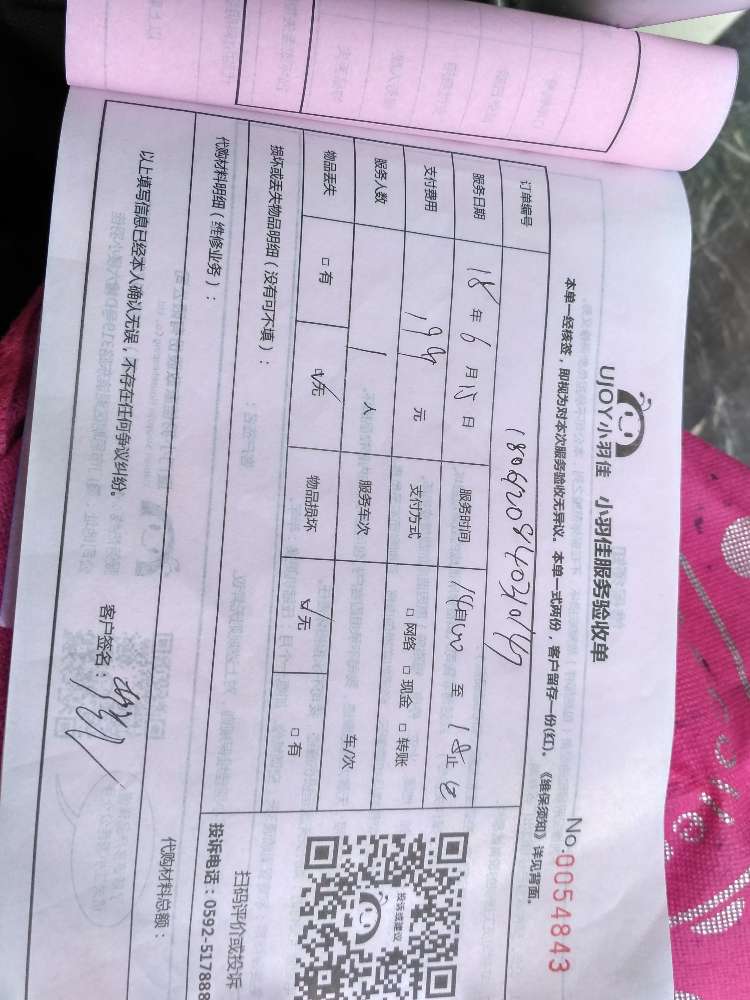 UJOY小羽佳 小羽佳服务验收单
No.0054843
本单一经核签，即视为对本次服务验收无异议。本单一式两份，客户留存一份(红)。《维保须知》详见背面。
订单编号
服务日期 18年6月15日 服务时间 至
支付费用 元 支付方式 □网络 □现金 □转账
服务人数 1人 服务车次 车/次
物品丢失 □有 ☑无 物品损坏 ☑无 □有
损坏或丢失物品明细（没有可不填）：
代购材料明细（维修业务）：
代购材料总额：
以上填写信息已经本人确认无误，不存在任何争议纠纷。
客户签名：
投诉或建议
扫码评价或投诉
投诉电话：0592-517888